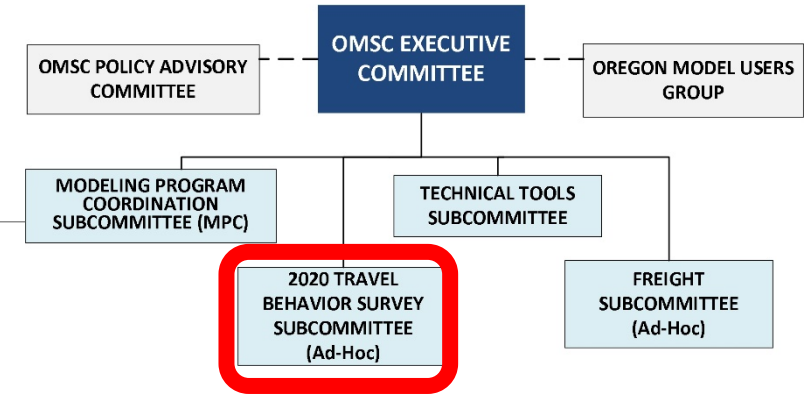 OMSC EXECUTIVE
COMMITTEE
OMSC POLICY ADVISORY
COMMITTEE
OREGON MODEL USERS
GROUP
MODELING PROGRAM
COORDINATION
SUBCOMMITTEE (MPC)
TECHNICAL TOOLS
SUBCOMMITTEE
2020 TRAVEL
BEHAVIOR SURVEY
SUBCOMMITTEE
(Ad-Hoc)
FREIGHT
SUBCOMMITTEE
(Ad-Hoc)